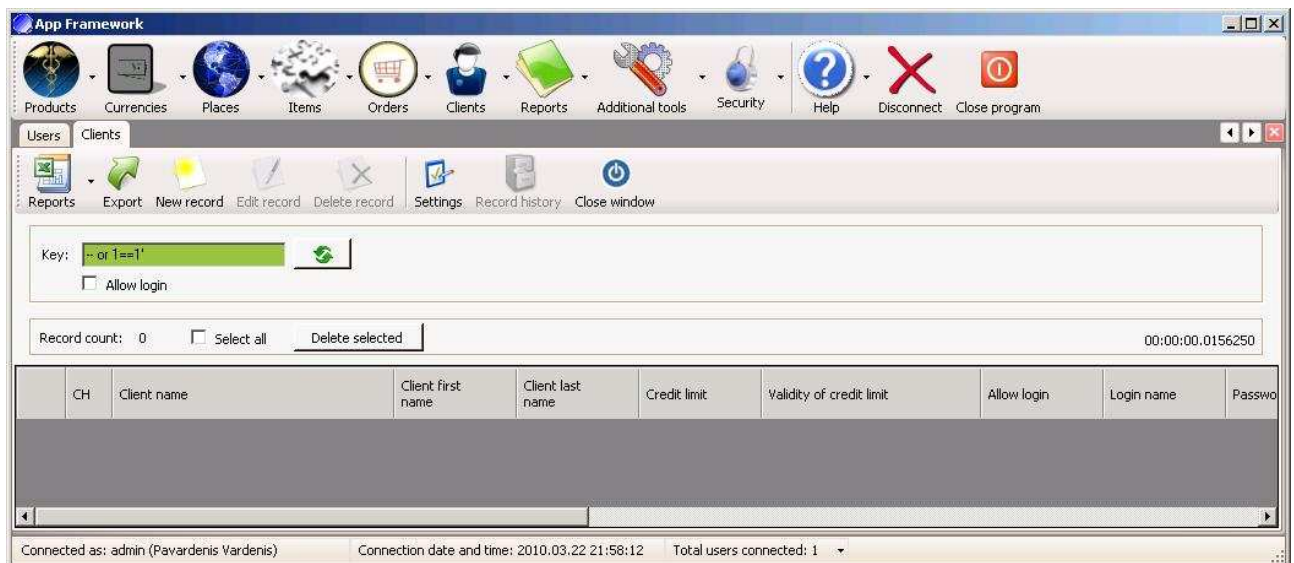 App Framework
Products Currencies Places Items Orders Clients Reports Additional tools Security Help Disconnect Close program
Users Clients
Reports Export New record Edit record Delete record Settings Record history Close window
Key: -- or 1==1'
Allow login
Record count: 0 Select all Delete selected 00:00:00.0156250
CH Client name Client first name Client last name Credit limit Validity of credit limit Allow login Login name Passwo
Connected as: admin (Pavardenis Vardenis) Connection date and time: 2010.03.22 21:58:12 Total users connected: 1